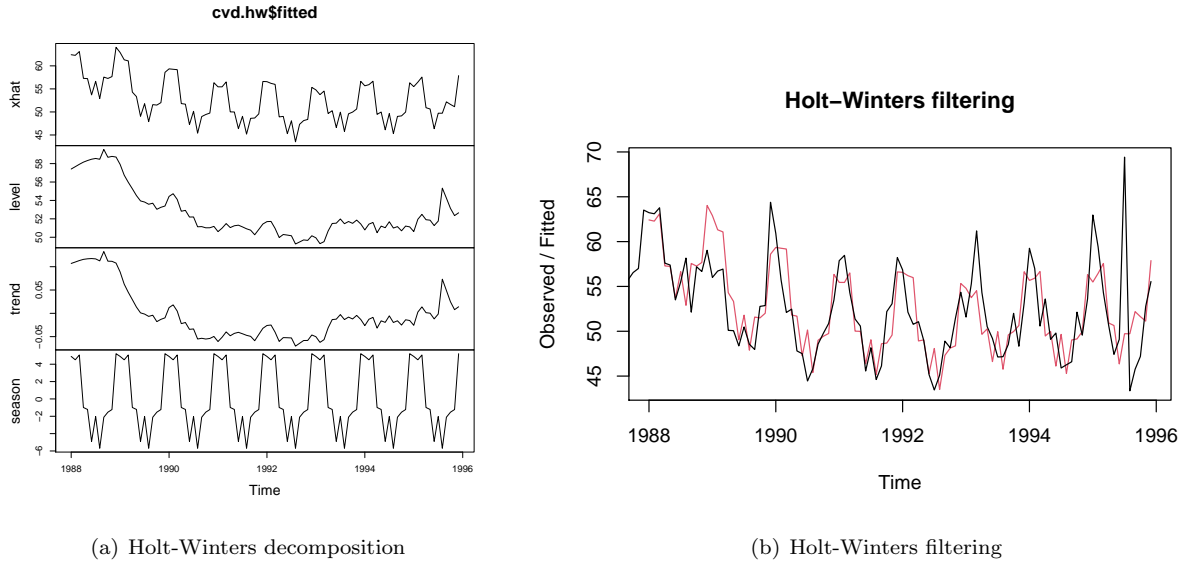 cvd.hw$fitted
xhat
60
55
50
45
level
58
56
54
52
50
trend
0.05
−0.05
season
4
2
0
−2
−6
1988 1990 1992 1994 1996
Time
(a) Holt-Winters decomposition
Holt−Winters filtering
Observed / Fitted
70
65
60
55
50
45
1988 1990 1992 1994 1996
Time
(b) Holt-Winters filtering